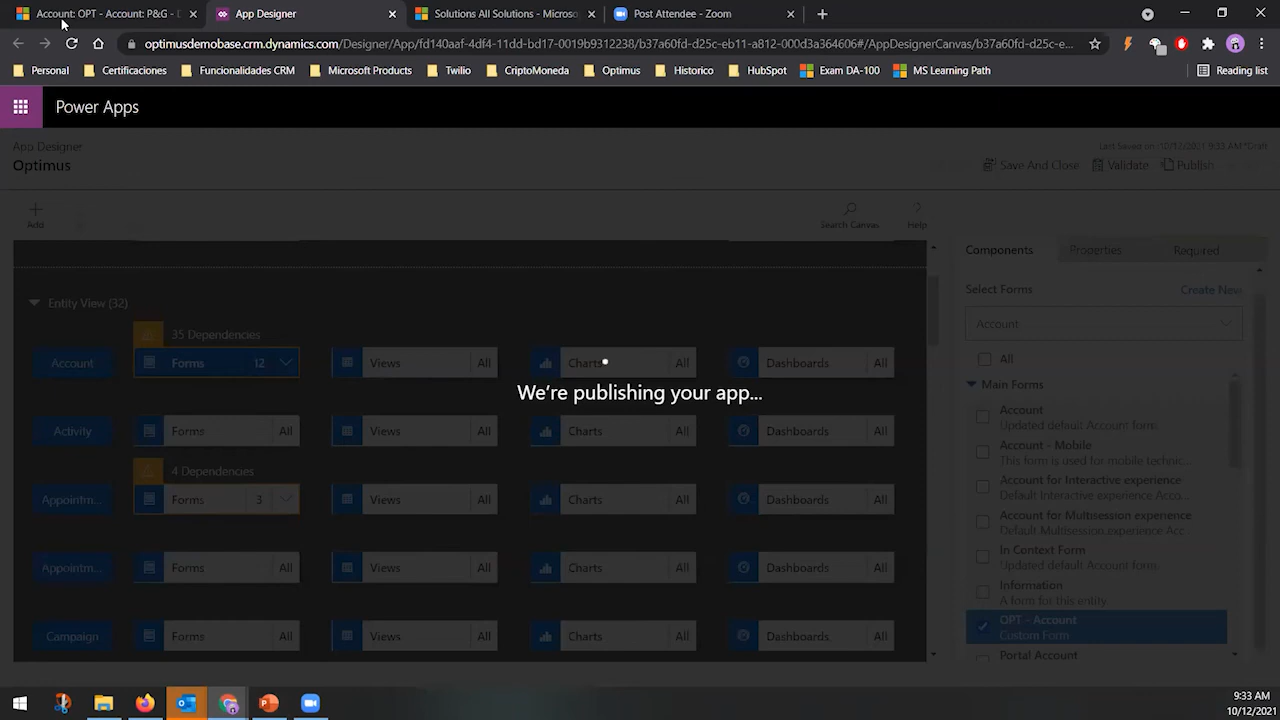 Account: OPT - Account: P&G - D
App Designer
Solutions All Solutions - Microso
Post Attendee - Zoom
optimusdemobase.crm.dynamics.com/Designer/App/fd140aaf-4df4-11dd-bd17-0019b9312238/b37a60fd-d25c-eb11-a812-000d3a364606#/AppDesignerCanvas/b37a60fd-d25c-e...
Personal
Certificaciones
Funcionalidades CRM
Microsoft Products
Twilio
CriptoMoneda
Optimus
Historico
HubSpot
Exam DA-100
MS Learning Path
Reading list
Power Apps
App Designer
Last Saved on : 10/12/2021 9:33 AM *Draft
Optimus
Save And Close
Validate
Publish
Add
Search Canvas
Help
Components
Properties
Required
Select Forms
Create New
Account
All
Entity View (32)
35 Dependencies
Account
Forms 12
Views All
Charts All
Dashboards All
We're publishing your app...
Activity
Forms All
Views All
Charts All
Dashboards All
4 Dependencies
Appointm...
Forms 3
Views All
Charts All
Dashboards All
Appointm...
Forms All
Views All
Charts All
Dashboards All
Campaign
Forms All
Views All
Charts All
Dashboards All
Main Forms
Account
Updated default Account form.
Account - Mobile
This form is used for mobile technic...
Account for Interactive experience
Default Interactive experience Acco...
Account for Multisession experience
Default Multisession experience Acc...
In Context Form
Updated default Account form.
Information
A form for this entity
OPT - Account
Custom Form
Portal Account
9:33 AM
10/12/2021